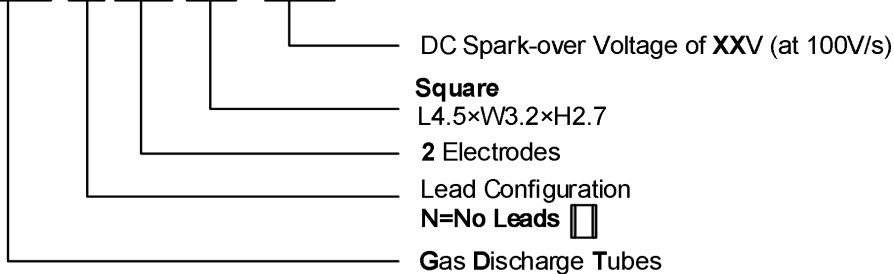 DC Spark-over Voltage of XXV (at 100V/s)
Square
L4.5×W3.2×H2.7
2 Electrodes
Lead Configuration
N=No Leads
Gas Discharge Tubes